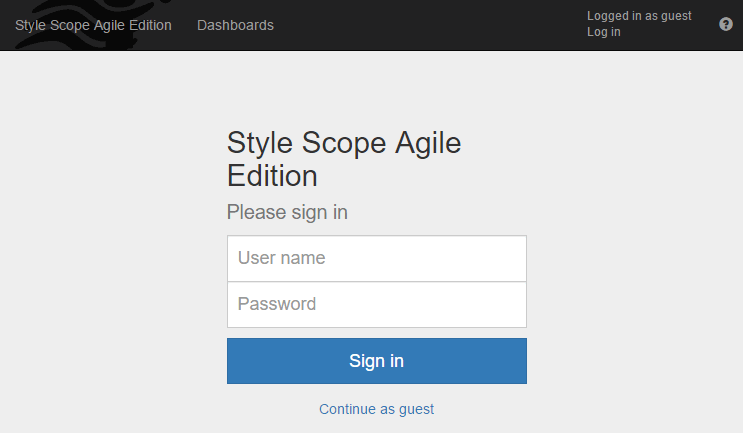 Style Scope Agile Edition
Dashboards
Logged in as guest
Log in
Style Scope Agile
Edition
Please sign in
User name
Password
Sign in
Continue as guest